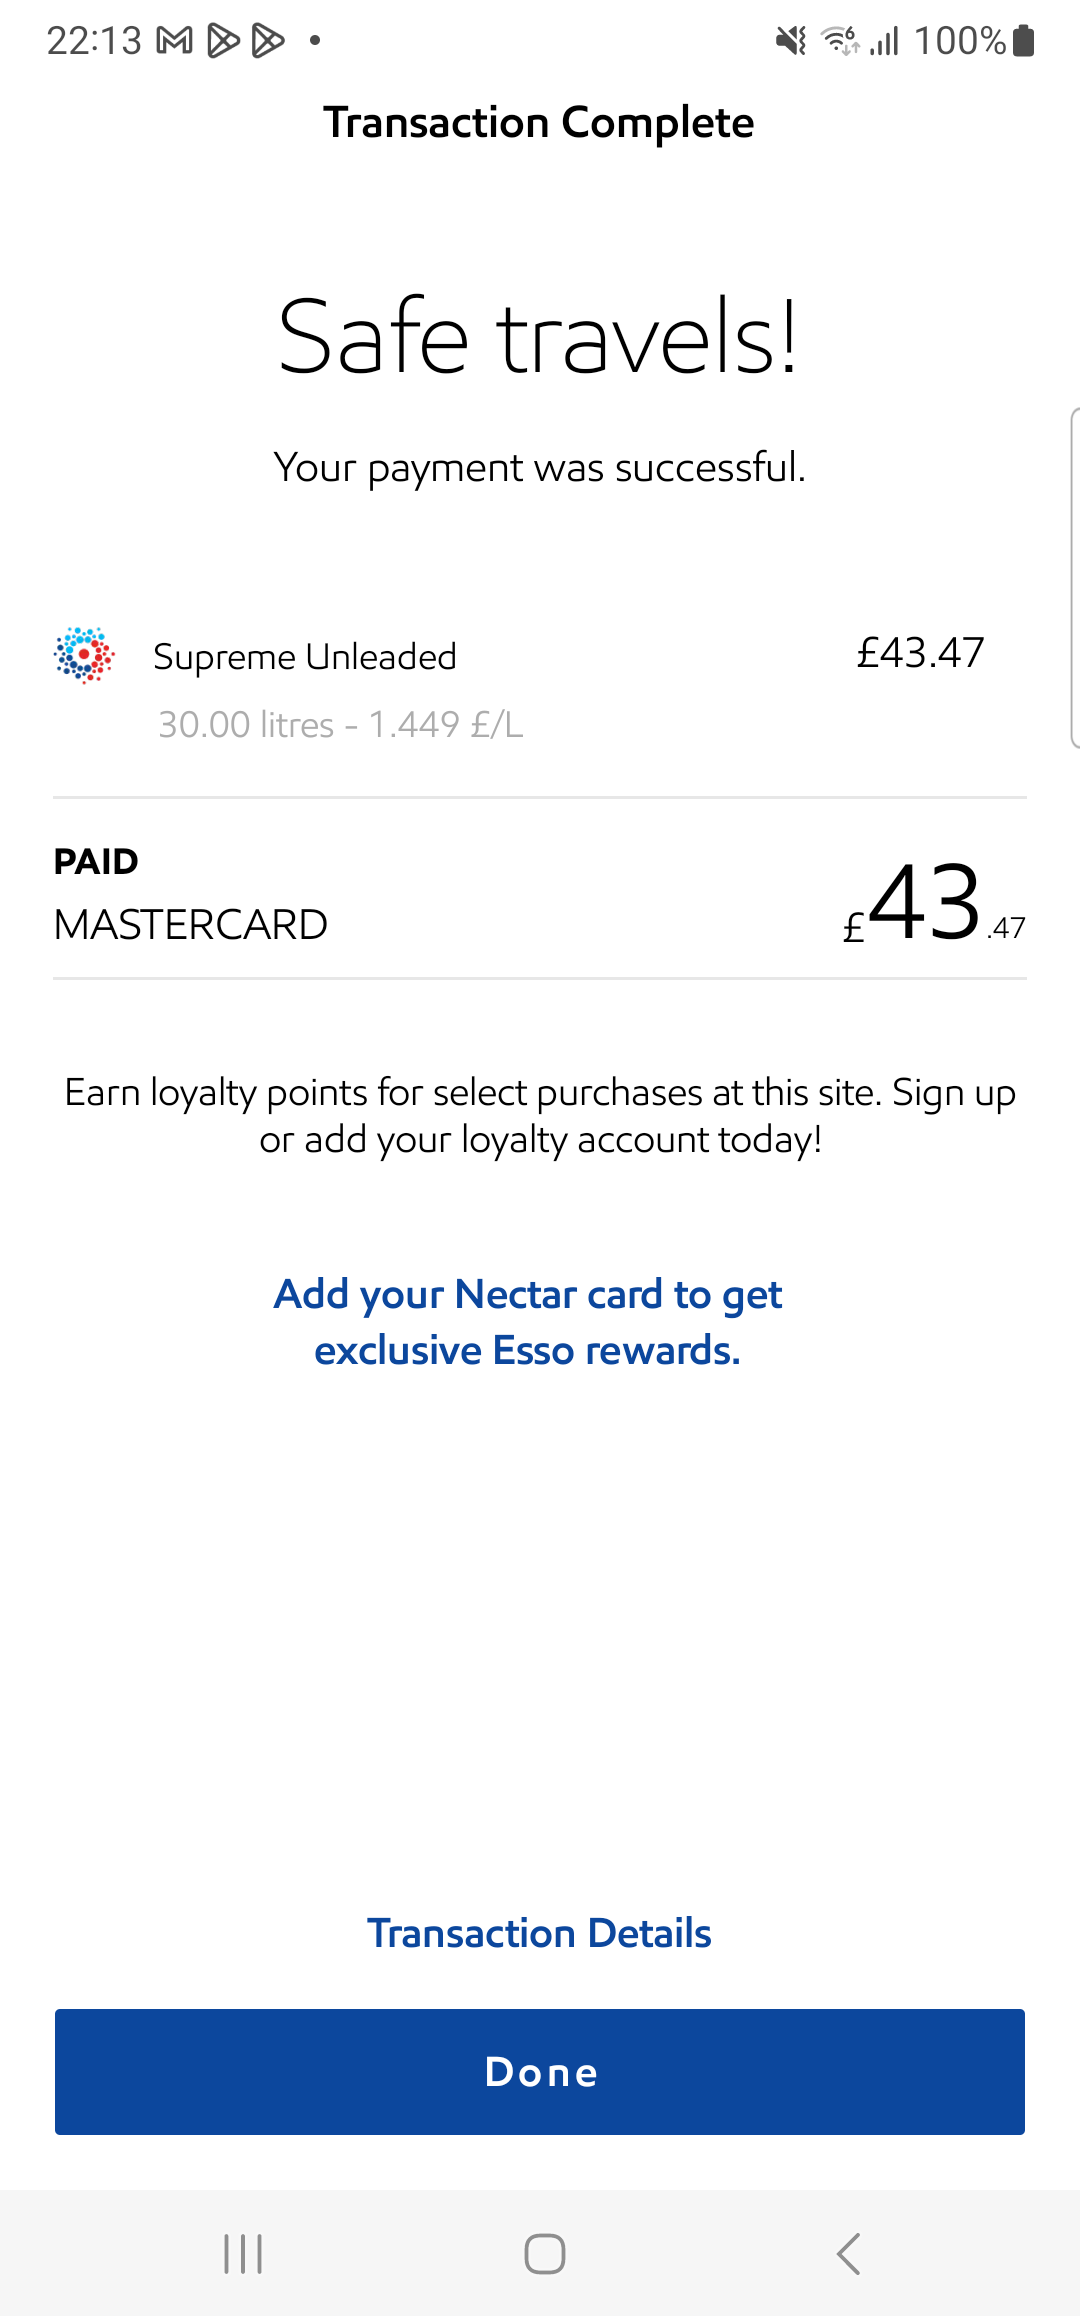 22:13
100%
Transaction Complete
Safe travels!
Your payment was successful.
Supreme Unleaded £43.47
30.00 litres - 1.449 £/L
PAID
MASTERCARD £43.47
Earn loyalty points for select purchases at this site. Sign up
or add your loyalty account today!
Add your Nectar card to get
exclusive Esso rewards.
Transaction Details
Done